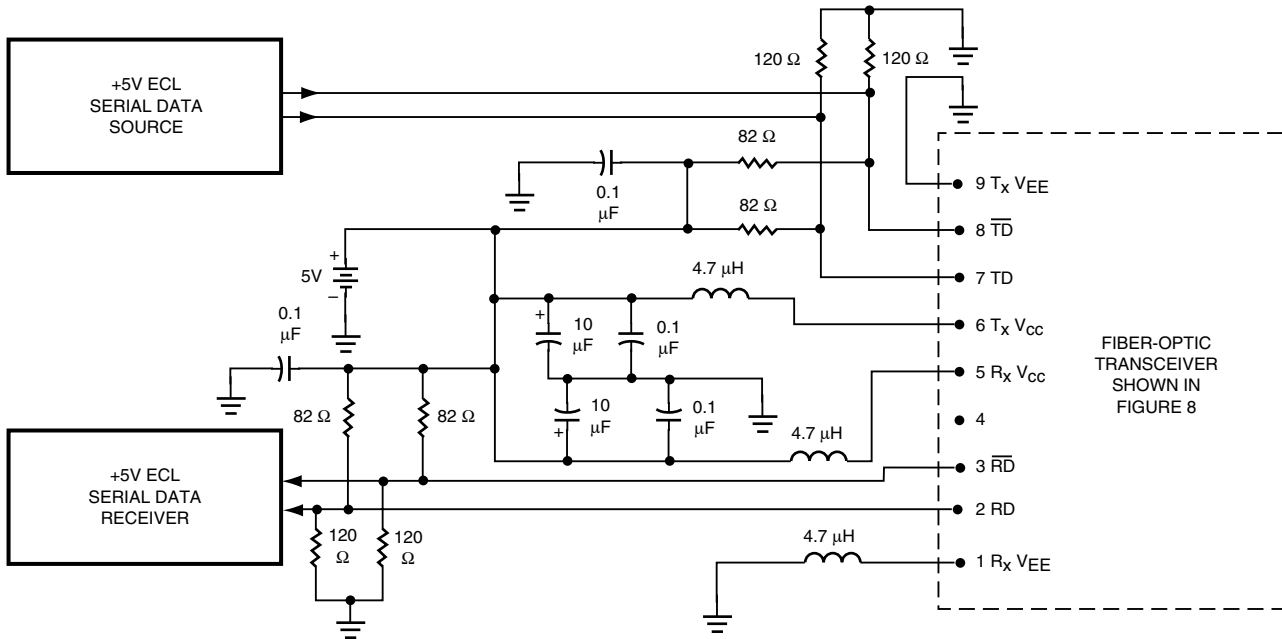 +5V ECL
SERIAL DATA
SOURCE
120 Ω
120 Ω
82 Ω
0.1
μF
82 Ω
+
5V
–
4.7 μH
0.1
μF
+
10
μF
0.1
μF
82 Ω
82 Ω
10
μF
+
0.1
μF
4.7 μH
+5V ECL
SERIAL DATA
RECEIVER
120
Ω
120
Ω
4.7 μH
9 Tx VEE
8 TD
7 TD
6 Tx VCC
5 Rx VCC
4
3 RD
2 RD
1 Rx VEE
FIBER-OPTIC
TRANSCEIVER
SHOWN IN
FIGURE 8